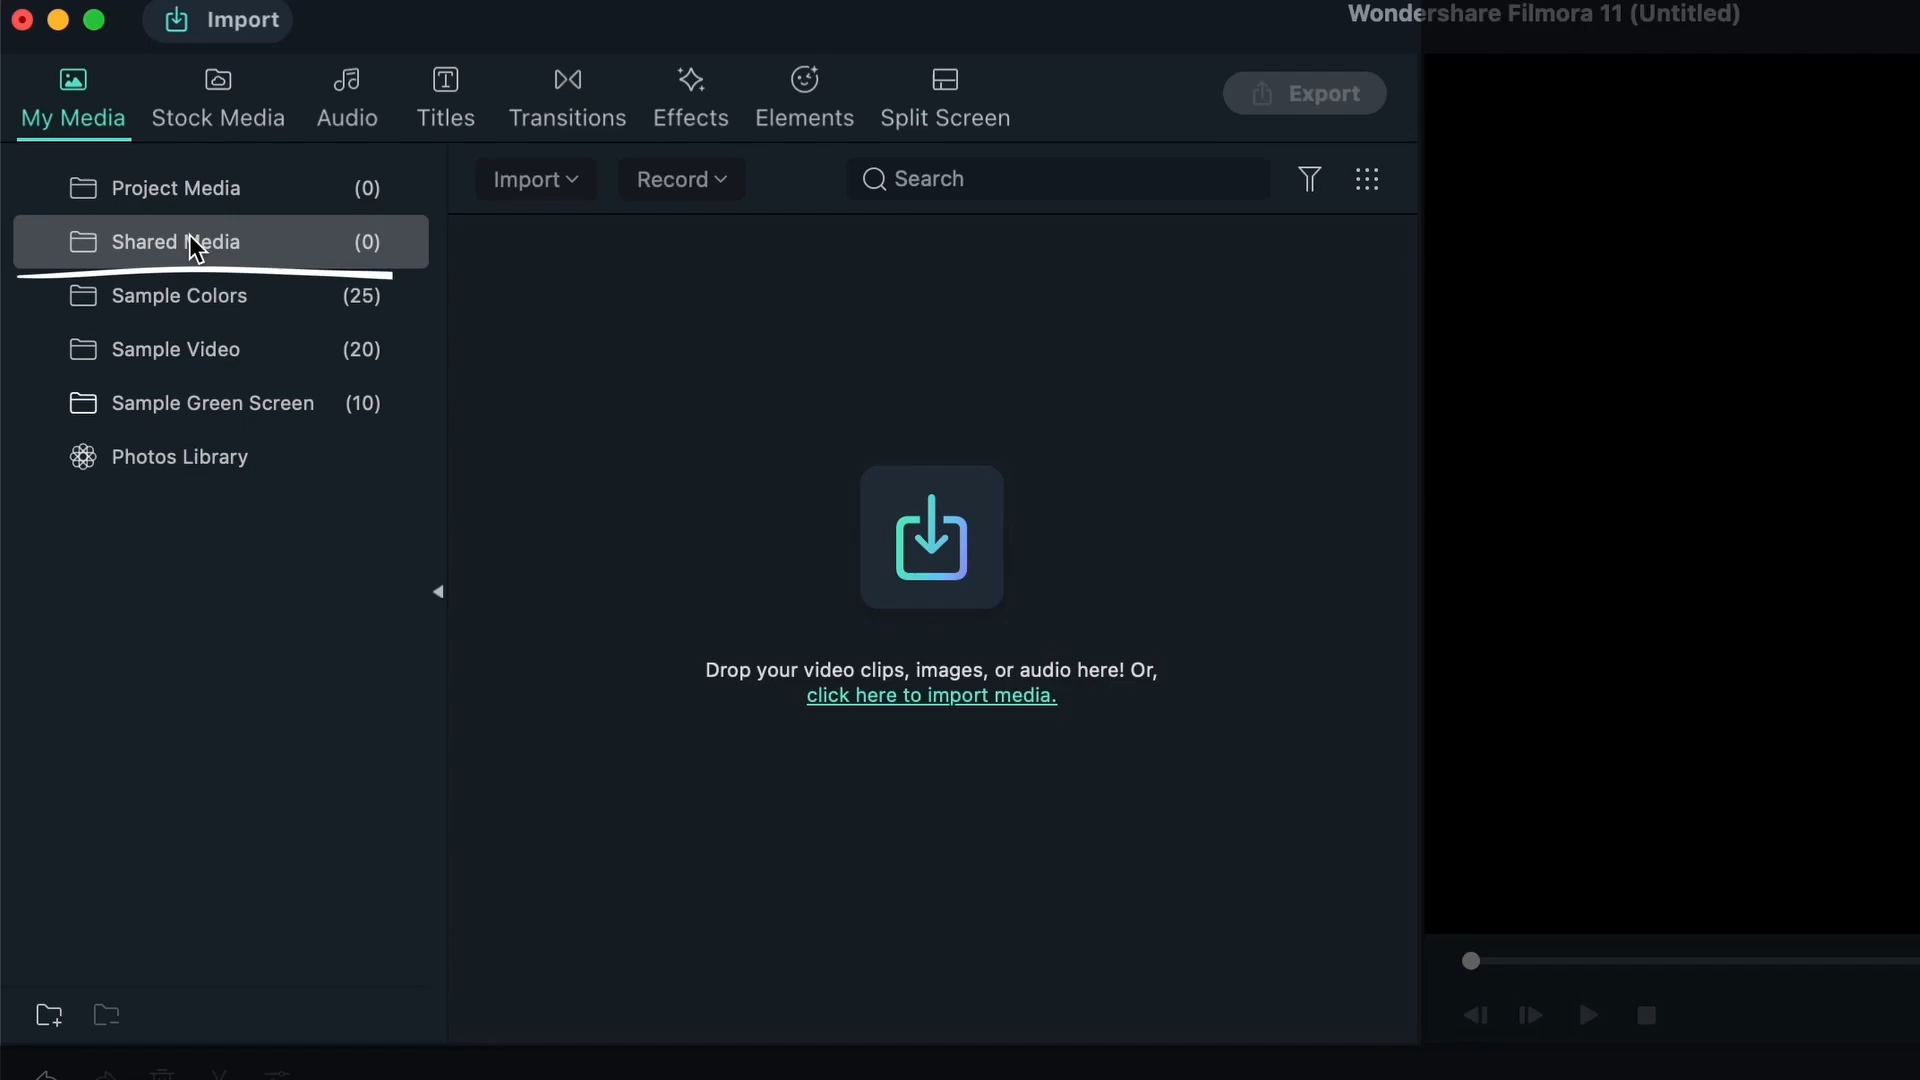 Import
Wondershare Filmora 11 (Untitled)
My Media
Stock Media
Audio
Titles
Transitions
Effects
Elements
Split Screen
Export
Project Media (0)
Shared Media (0)
Sample Colors (25)
Sample Video (20)
Sample Green Screen (10)
Photos Library
Import
Record
Search
Drop your video clips, images, or audio here! Or,
click here to import media.